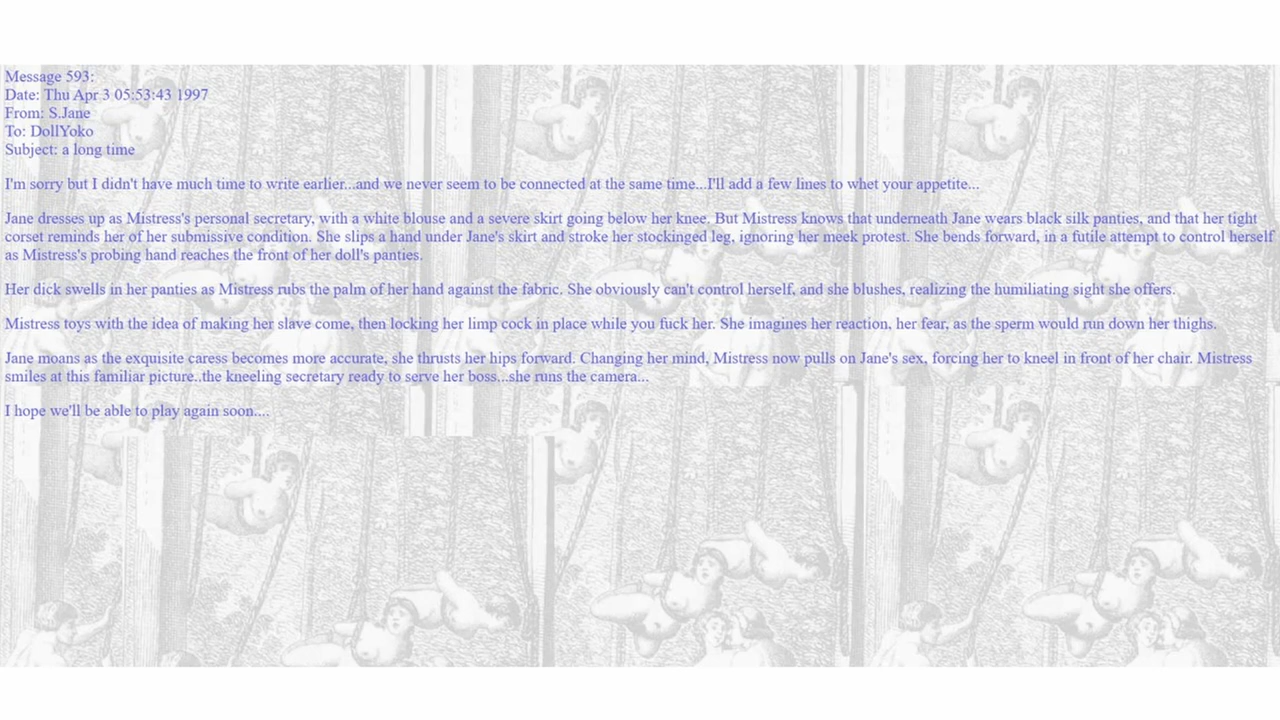 Message 593:
Date: Thu Apr 3 05:53:43 1997
From: S.Jane
To: DollYoko
Subject: a long time
I'm sorry but I didn't have much time to write earlier...and we never seem to be connected at the same time...I'll add a few lines to whet your appetite...
Jane dresses up as Mistress's personal secretary, with a white blouse and a severe skirt going below her knee. But Mistress knows that underneath Jane wears black silk panties, and that her tight
corset reminds her of her submissive condition. She slips a hand under Jane's skirt and stroke her stockinged leg, ignoring her meek protest. She bends forward, in a futile attempt to control herself
as Mistress's probing hand reaches the front of her doll's panties.
Her dick swells in her panties as Mistress rubs the palm of her hand against the fabric. She obviously can't control herself, and she blushes, realizing the humiliating sight she offers.
Mistress toys with the idea of making her slave come, then locking her limp cock in place while you fuck her. She imagines her reaction, her fear, as the sperm would run down her thighs.
Jane moans as the exquisite caress becomes more accurate, she thrusts her hips forward. Changing her mind, Mistress now pulls on Jane's sex, forcing her to kneel in front of her chair. Mistress
smiles at this familiar picture..the kneeling secretary ready to serve her boss...she runs the camera...
I hope we'll be able to play again soon....